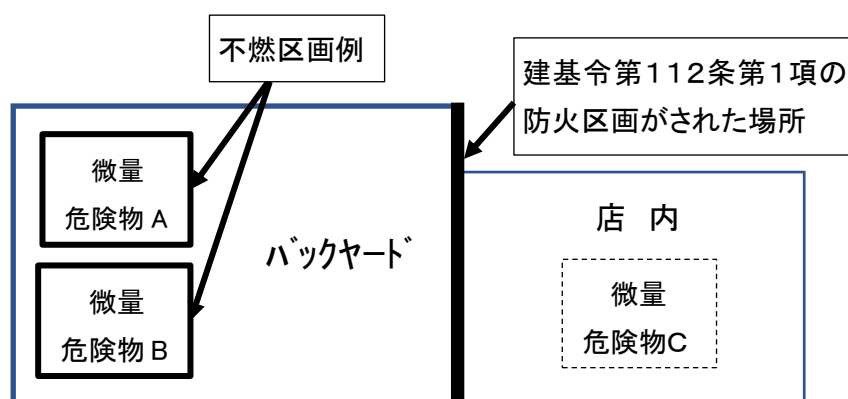 不燃区画例
建基令第112条第1項の
防火区画がされた場所
微量
危険物A
バックヤード
店 内
微量
危険物B
微量
危険物C